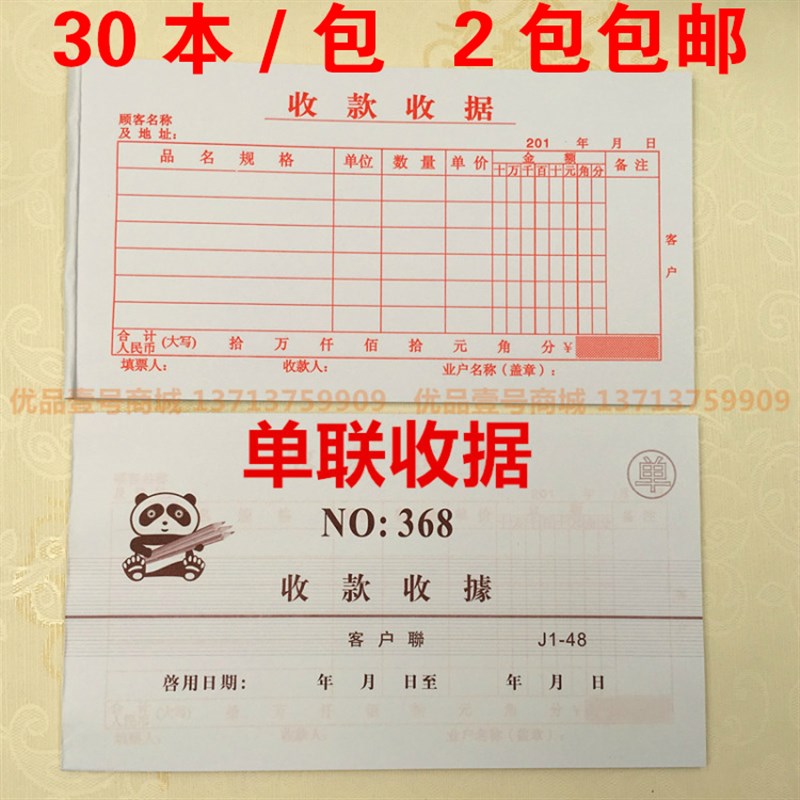 30本/包 2包包邮
收款收据
顾客名称
及地址:
201 年 月 日
品名规格 单位 数量 单价 金额 备注
十万千百十元角分
客户
合计
人民币 (大写) 拾 万 仟 佰 拾 元 角 分 ¥
填票人: 收款人: 业户名称(盖章):
优品壹号商城 13713759909 优品壹号商城 13713759909
单联收据
单
NO: 368
收款收據
客户聯 J1-48
啓用日期: 年 月 日至 年 月 日